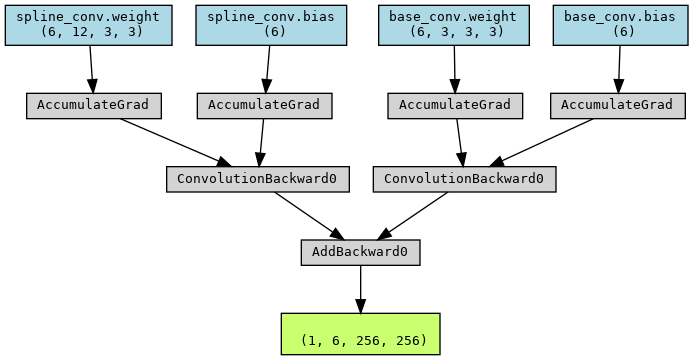 spline_conv.weight
(6, 12, 3, 3)
spline_conv.bias
(6)
base_conv.weight
(6, 3, 3, 3)
base_conv.bias
(6)
AccumulateGrad
AccumulateGrad
AccumulateGrad
AccumulateGrad
ConvolutionBackward0
ConvolutionBackward0
AddBackward0
(1, 6, 256, 256)